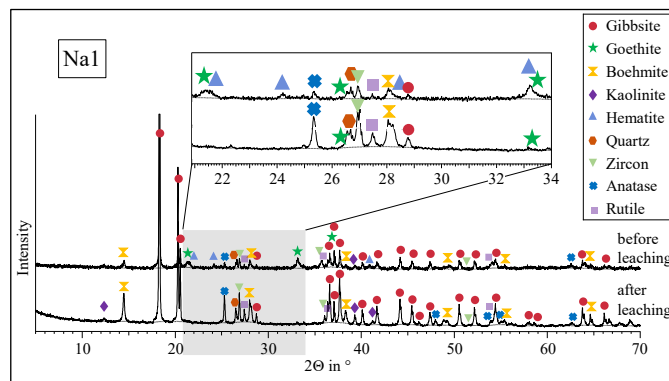 Na1
Gibbsite
Goethite
Boehmite
Kaolinite
Hematite
Quartz
Zircon
Anatase
Rutile
22 24 26 28 30 32 34
Intensity
before
leaching
after
leaching
10 20 30 40 50 60 70
2Θ in °